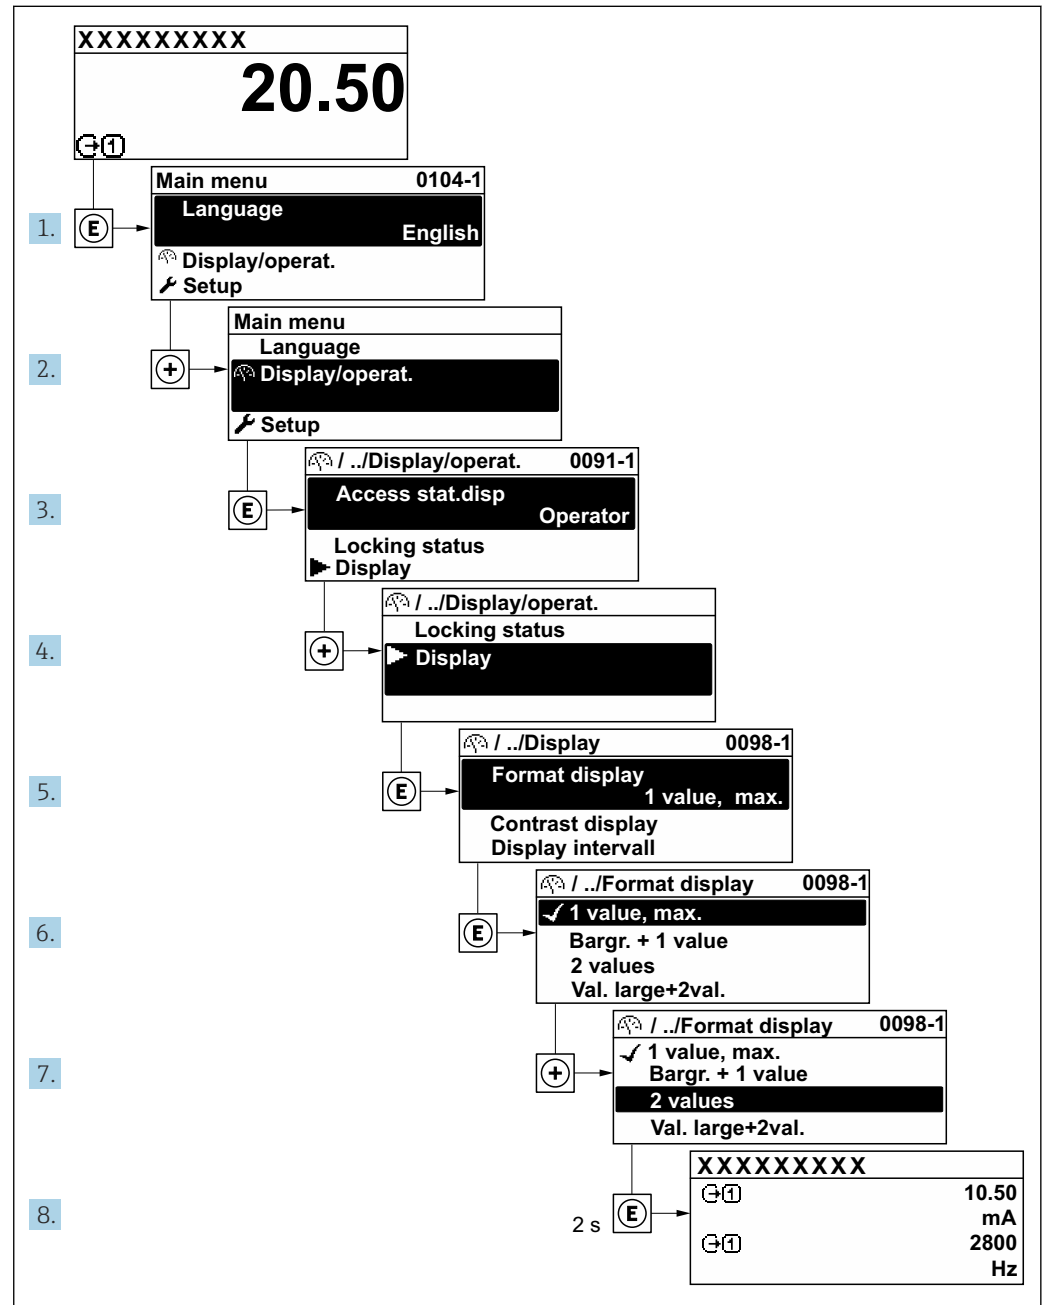 XXXXXXXXX
20.50
1
Main menu 0104-1
Language
English
1. E
Display/operat.
Setup
Main menu
Language
2. + Display/operat.
Setup
/ ../Display/operat. 0091-1
Access stat.disp
3. E Operator
Locking status
Display
/ ../Display/operat.
Locking status
4. + Display
/ ../Display 0098-1
Format display
5. E 1 value, max.
Contrast display
Display intervall
/ ../Format display 0098-1
1 value, max.
6. E Bargr. + 1 value
2 values
Val. large+2val.
/ ../Format display 0098-1
1 value, max.
7. + Bargr. + 1 value
2 values
Val. large+2val.
XXXXXXXXX
1 10.50
8. 2 s E mA
1 2800
Hz